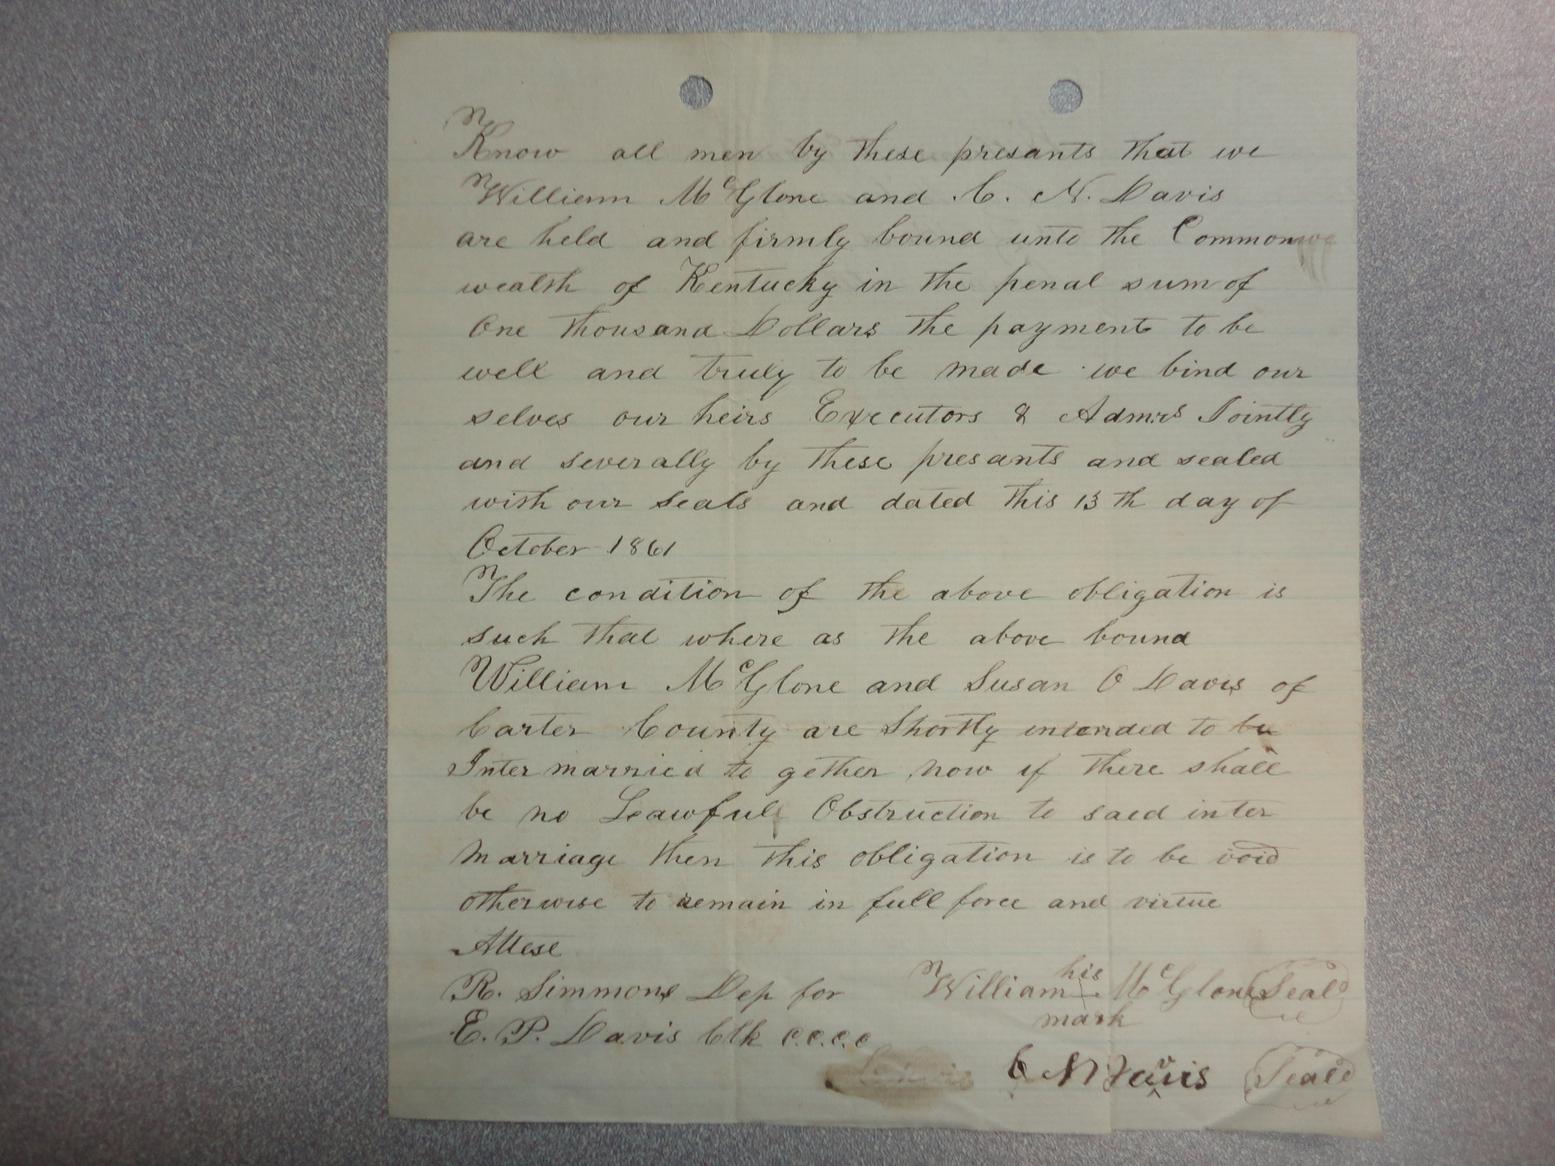 Know all men by these presants that we
William McGlone and C. N. Davis
are held and firmly bound unto the Common
wealth of Kentucky in the penal sum of
One thousand Dollars the payment to be
well and truly to be made we bind our
selves our heirs Executors & Admrs Jointly
and severally by these presants and sealed
with our seals and dated this 13th day of
October 1861
The condition of the above obligation is
such that where as the above bound
William McGlone and Susan O Davis of
Carter County are Shortly intended to be
Inter married to gether now if there shall
be no Lawfull Obstruction to said inter
marriage then this obligation is to be void
otherwise to remain in full force and virtue
Attese
R. Simmons Dep for
E. P. Davis Clk C.C.C.C
William his McGlone Seal
mark
C N Davis Seal